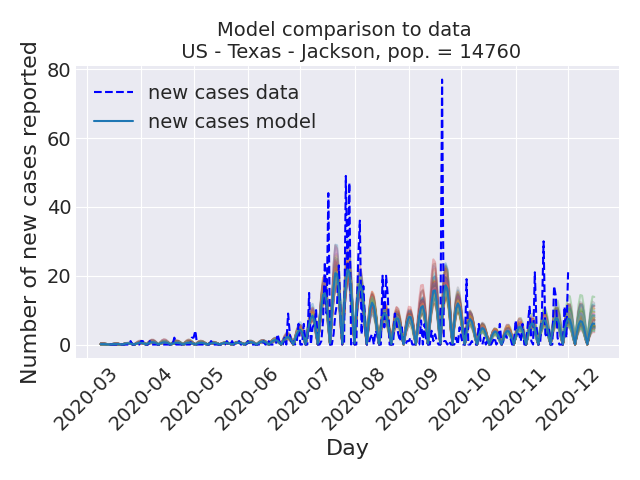 Model comparison to data
US - Texas - Jackson, pop. = 14760
Number of new cases reported
80
60
40
20
0
new cases data
new cases model
2020-03
2020-04
2020-05
2020-06
2020-07
2020-08
2020-09
2020-10
2020-11
2020-12
Day